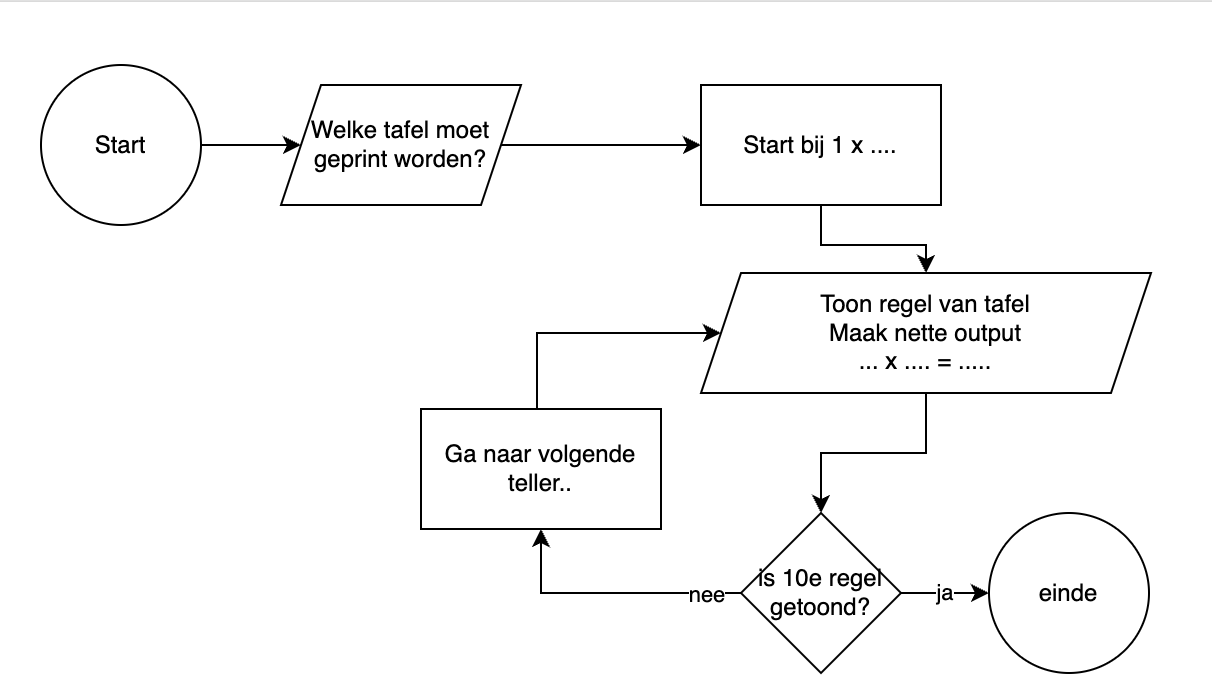 Start
Welke tafel moet
geprint worden?
Start bij 1 x ....
Toon regel van tafel
Maak nette output
... x .... = .....
Ga naar volgende
teller..
is 10e regel
getoond?
nee
ja
einde